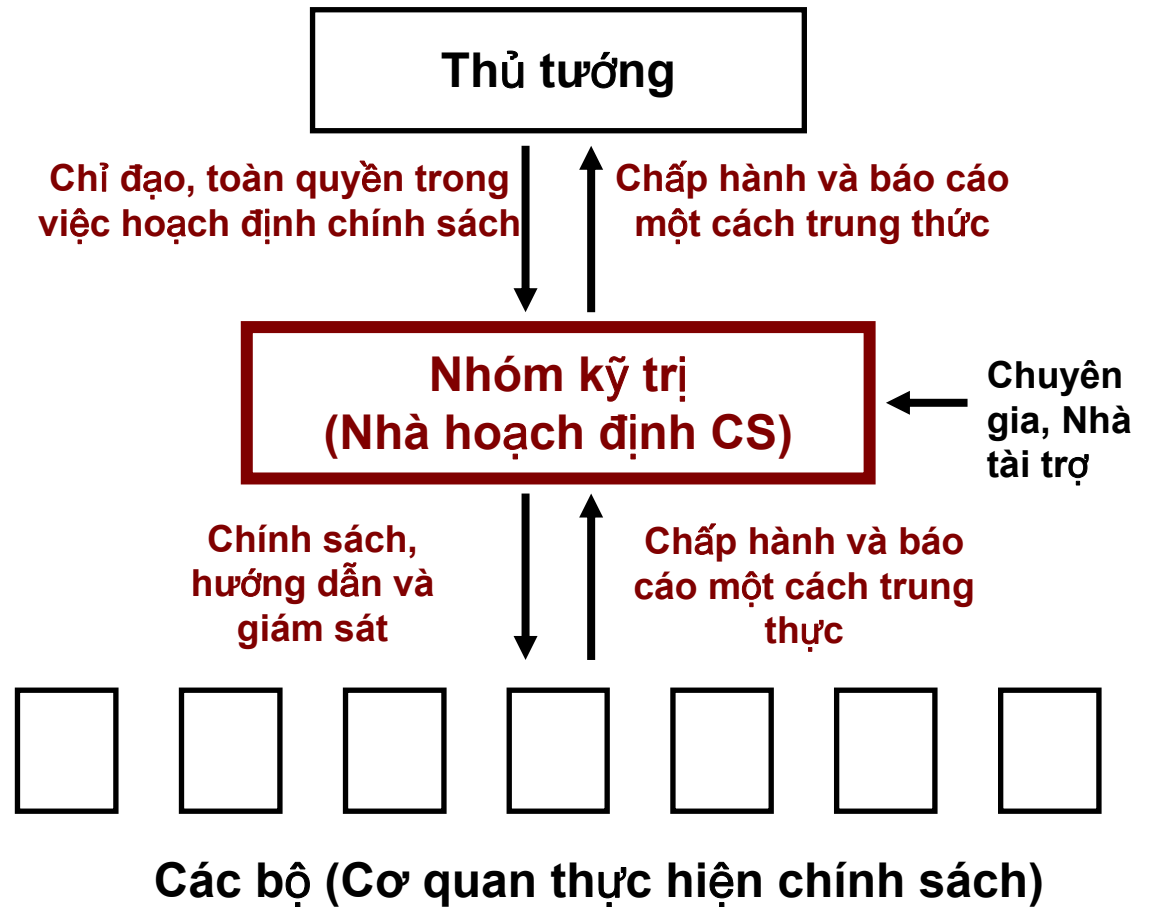 Thủ tướng
Chỉ đạo, toàn quyền trong
việc hoạch định chính sách
Chấp hành và báo cáo
một cách trung thức
Nhóm kỹ trị
(Nhà hoạch định CS)
Chuyên
gia, Nhà
tài trợ
Chính sách,
hướng dẫn và
giám sát
Chấp hành và báo
cáo một cách trung
thực
Các bộ (Cơ quan thực hiện chính sách)